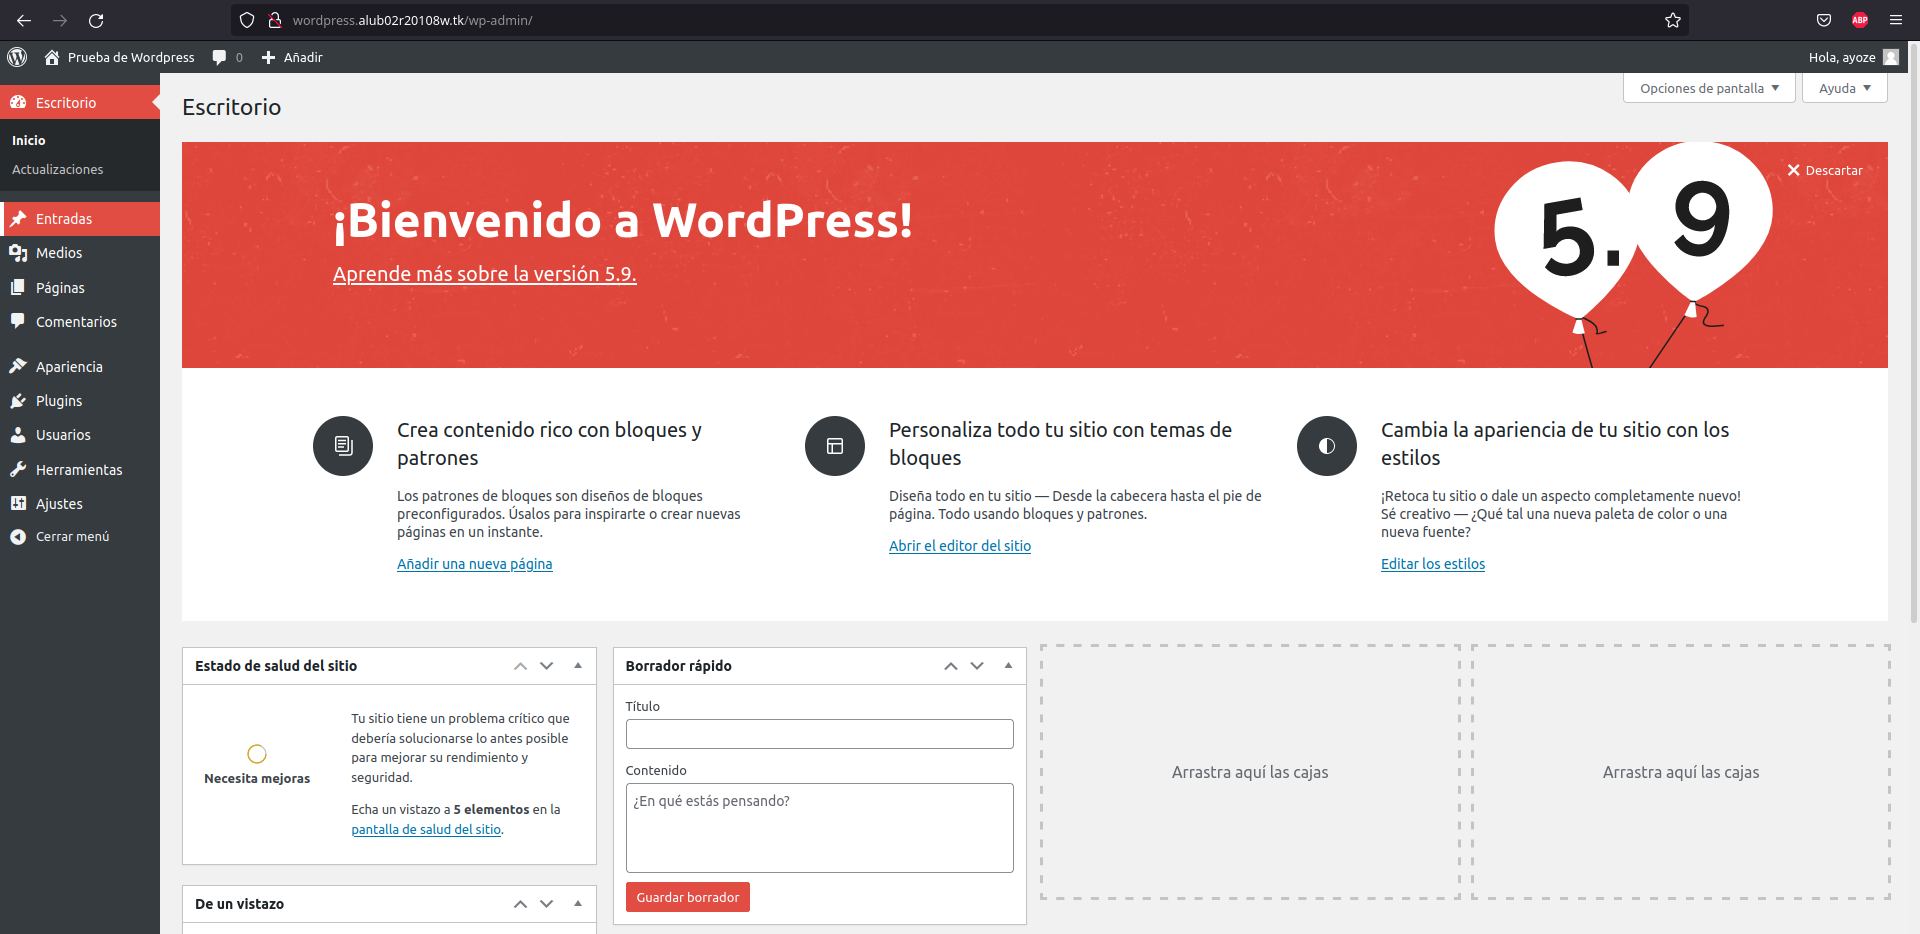 wordpress.alub02r20108w.tk/wp-admin/
ABP
Prueba de Wordpress
0
Añadir
Hola, ayoze
Escritorio
Inicio
Actualizaciones
Entradas
Medios
Páginas
Comentarios
Apariencia
Plugins
Usuarios
Herramientas
Ajustes
Cerrar menú
Escritorio
Opciones de pantalla
Ayuda
¡Bienvenido a WordPress!
Aprende más sobre la versión 5.9.
5.9
Descartar
Crea contenido rico con bloques y
patrones
Los patrones de bloques son diseños de bloques
preconfigurados. Úsalos para inspirarte o crear nuevas
páginas en un instante.
Añadir una nueva página
Personaliza todo tu sitio con temas de
bloques
Diseña todo en tu sitio — Desde la cabecera hasta el pie de
página. Todo usando bloques y patrones.
Abrir el editor del sitio
Cambia la apariencia de tu sitio con los
estilos
¡Retoca tu sitio o dale un aspecto completamente nuevo!
Sé creativo — ¿Qué tal una nueva paleta de color o una
nueva fuente?
Editar los estilos
Estado de salud del sitio
Necesita mejoras
Tu sitio tiene un problema crítico que
debería solucionarse lo antes posible
para mejorar su rendimiento y
seguridad.
Echa un vistazo a 5 elementos en la
pantalla de salud del sitio.
De un vistazo
Borrador rápido
Título
Contenido
¿En qué estás pensando?
Guardar borrador
Arrastra aquí las cajas
Arrastra aquí las cajas